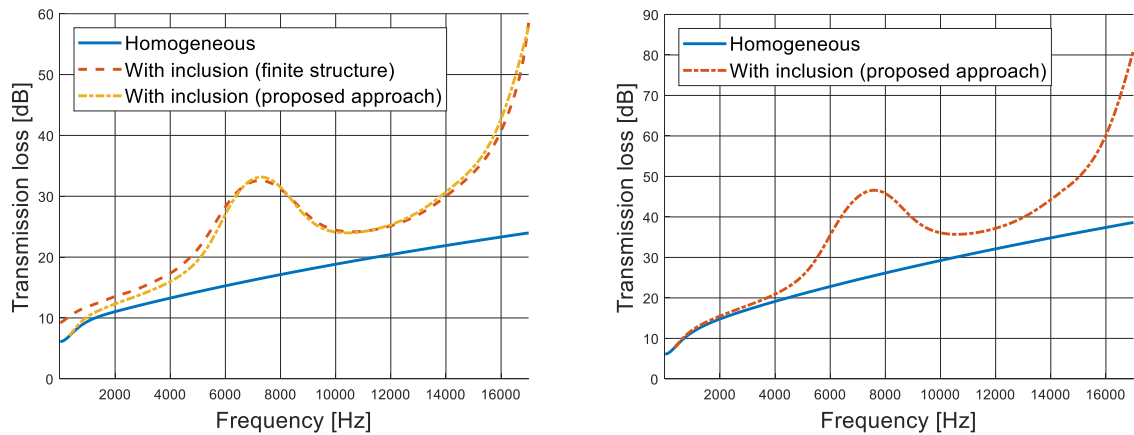 60
50
40
30
20
10
0
2000 4000 6000 8000 10000 12000 14000 16000
Transmission loss [dB]
Frequency [Hz]
Homogeneous
With inclusion (finite structure)
With inclusion (proposed approach)
90
80
70
60
50
40
30
20
10
0
2000 4000 6000 8000 10000 12000 14000 16000
Transmission loss [dB]
Frequency [Hz]
Homogeneous
With inclusion (proposed approach)